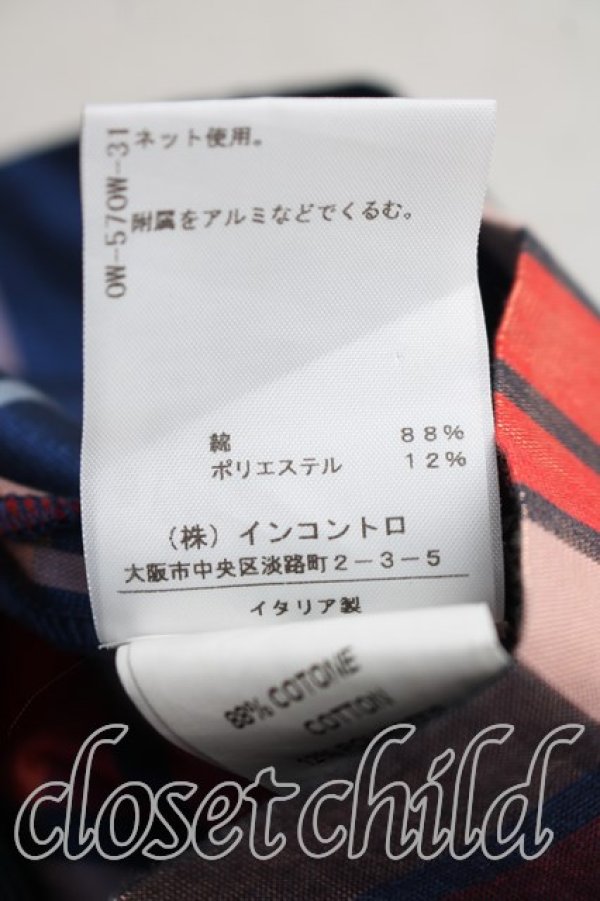 OW-570W-31
ネット使用。
附属をアルミなどでくるむ。
綿 88%
ポリエステル 12%
(株)インコントロ
大阪市中央区淡路町2-3-5
イタリア製
88% COTONE
COTTON
closet child